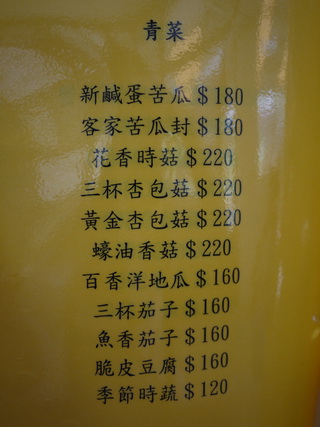 青菜
新鹹蛋苦瓜$180
客家苦瓜封$180
花香時菇$220
三杯杏包菇$220
黃金杏包菇$220
蠔油香菇$220
百香洋地瓜$160
三杯茄子$160
魚香茄子$160
脆皮豆腐$160
季節時蔬$120